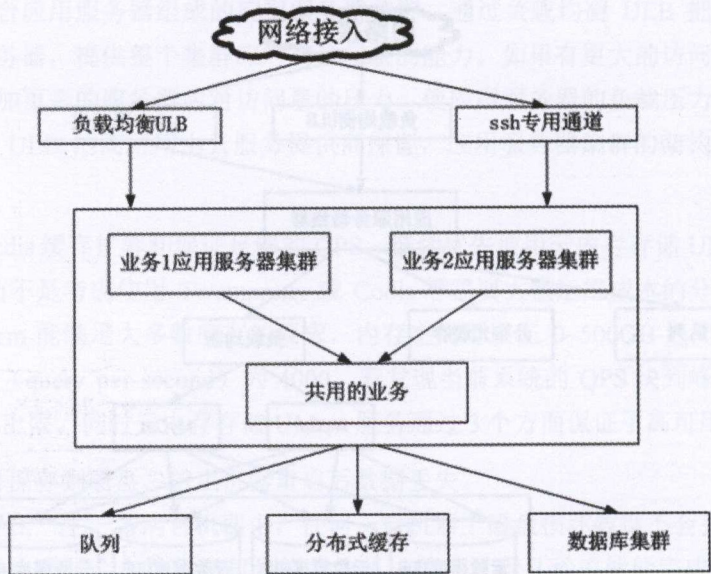 网络接入
负载均衡ULB
ssh专用通道
业务1应用服务器集群
业务2应用服务器集群
共用的业务
队列
分布式缓存
数据库集群